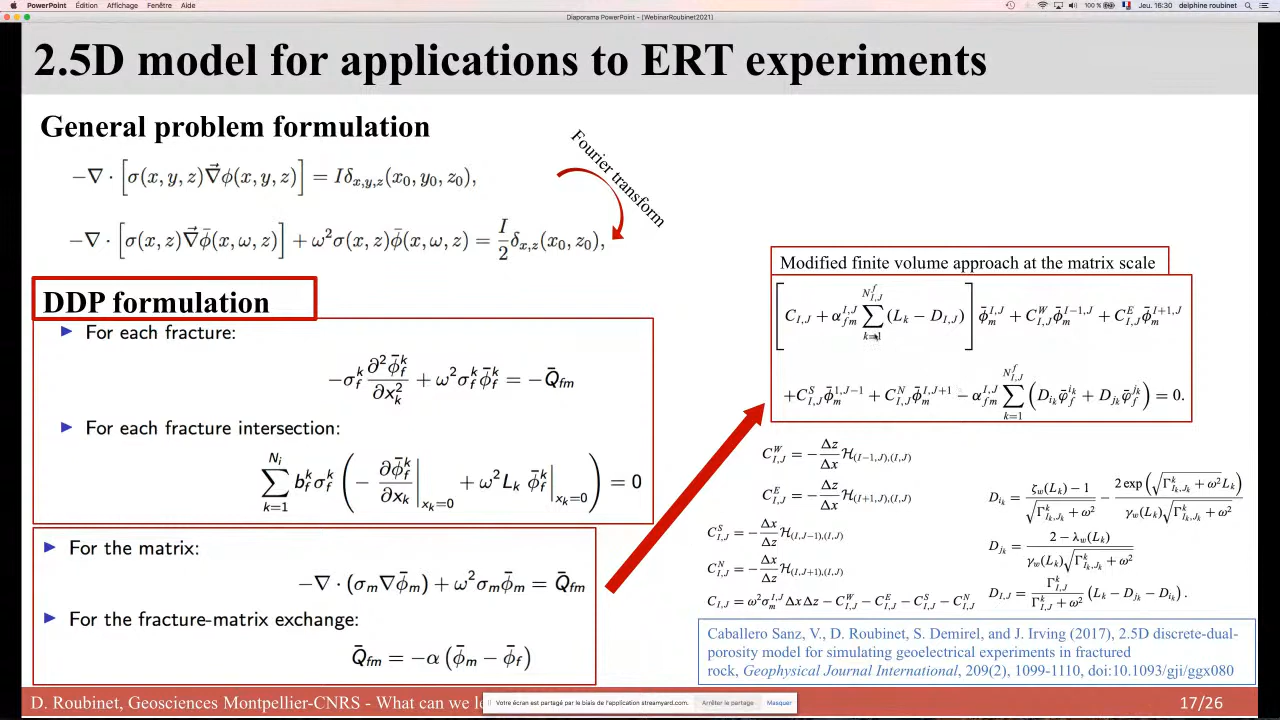 PowerPoint Édition Affichage Fenêtre Aide 100 % Jeu. 16:30 delphine roubinet
Diaporama PowerPoint - [WebinarRoubinet2021]
2.5D model for applications to ERT experiments
General problem formulation
Fourier transform
−∇ · [σ(x, y, z)∇⃗ϕ(x, y, z)] = Iδ_{x,y,z}(x₀, y₀, z₀),
−∇ · [σ(x, z)∇⃗ϕ̄(x, ω, z)] + ω²σ(x, z)ϕ̄(x, ω, z) = I/2 δ_{x,z}(x₀, z₀),
DDP formulation
For each fracture:
−σ_f^k ∂²ϕ̄_f^k/∂x_k² + ω²σ_f^k ϕ̄_f^k = −Q̄_{fm}
For each fracture intersection:
∑_{k=1}^{N_i} b_f^k σ_f^k (− ∂ϕ̄_f^k/∂x_k |_{x_k=0} + ω²L_k ϕ̄_f^k |_{x_k=0}) = 0
For the matrix:
−∇ · (σ_m∇ϕ̄_m) + ω²σ_mϕ̄_m = Q̄_{fm}
For the fracture-matrix exchange:
Q̄_{fm} = −α (ϕ̄_m − ϕ̄_f)
Modified finite volume approach at the matrix scale
[C_{I,J} + α_{fm}^{I,J} ∑_{k=1}^{N_{I,J}^f} (L_k − D_{I,J})] ϕ̄_m^{I,J} + C_{I,J}^W ϕ̄_m^{I−1,J} + C_{I,J}^E ϕ̄_m^{I+1,J}
+C_{I,J}^S ϕ̄_m^{I,J−1} + C_{I,J}^N ϕ̄_m^{I,J+1} − α_{fm}^{I,J} ∑_{k=1}^{N_{I,J}^f} (D_{i_k} φ̄_f^{i_k} + D_{j_k} φ̄_f^{j_k}) = 0.
C_{I,J}^W = − Δz/Δx ℋ_{(I−1,J),(I,J)}
C_{I,J}^E = − Δz/Δx ℋ_{(I+1,J),(I,J)}
C_{I,J}^S = − Δx/Δz ℋ_{(I,J−1),(I,J)}
C_{I,J}^N = − Δx/Δz ℋ_{(I,J+1),(I,J)}
C_{I,J} = ω²σ_m^{I,J} ΔxΔz − C_{I,J}^W − C_{I,J}^E − C_{I,J}^S − C_{I,J}^N
D_{i_k} = (ζ_w(L_k) − 1)/√(Γ_{I_k,J_k}^k + ω²) − 2 exp(√(Γ_{I_k,J_k}^k + ω²) L_k)/(γ_w(L_k)√(Γ_{I_k,J_k}^k + ω²))
D_{j_k} = (2 − λ_w(L_k))/(γ_w(L_k)√(Γ_{I_k,J_k}^k + ω²))
D_{I,J} = Γ_{I,J}^k/(Γ_{I,J}^k + ω²) (L_k − D_{j_k} − D_{i_k}).
Caballero Sanz, V., D. Roubinet, S. Demirel, and J. Irving (2017), 2.5D discrete-dual-
porosity model for simulating geoelectrical experiments in fractured
rock, Geophysical Journal International, 209(2), 1099-1110, doi:10.1093/gji/ggx080
D. Roubinet, Geosciences Montpellier-CNRS - What can we
17/26
Votre écran est partagé par le biais de l'application streamyard.com. Arrêter le partage Masquer